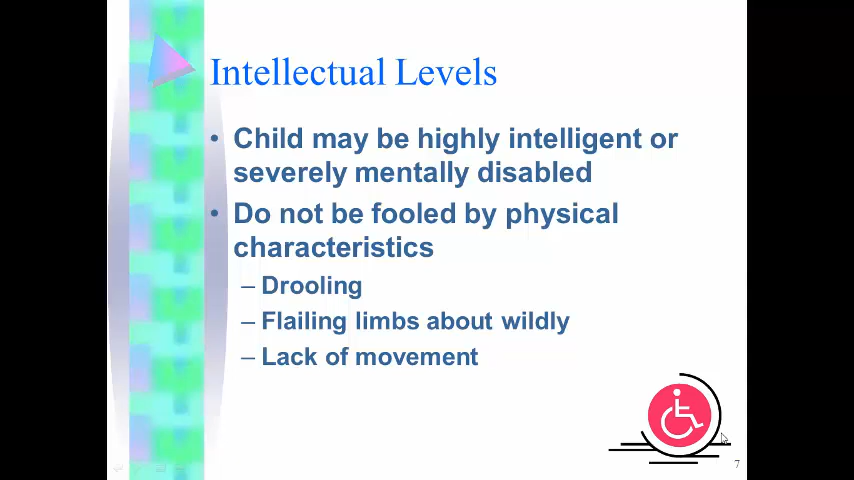 Intellectual Levels
• Child may be highly intelligent or
severely mentally disabled
• Do not be fooled by physical
characteristics
– Drooling
– Flailing limbs about wildly
– Lack of movement
7